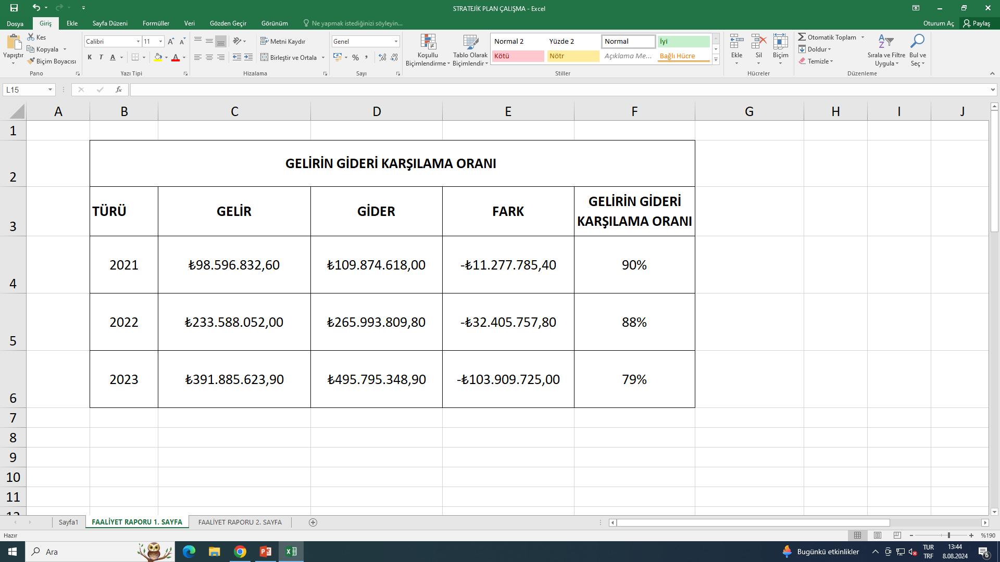 STRATEJİK PLAN ÇALIŞMA - Excel
Dosya Giriş Ekle Sayfa Düzeni Formüller Veri Gözden Geçir Görünüm Ne yapmak istediğinizi söyleyin... Oturum Aç Paylaş
Yapıştır
Kes
Kopyala
Biçim Boyacısı
Pano
Calibri 11
K T A
Yazı Tipi
Metni Kaydır
Birleştir ve Ortala
Hizalama
Genel
%
Sayı
Koşullu
Biçimlendirme
Tablo Olarak
Biçimlendir
Normal 2 Yüzde 2 Normal İyi
Kötü Nötr Açıklama Me... Bağlı Hücre
Stiller
Ekle Sil Biçim
Hücreler
Otomatik Toplam
Doldur
Temizle
Sırala ve Filtre
Uygula
Bul ve
Seç
Düzenleme
L15 fx
A B C D E F G H I J
1
2 GELİRİN GİDERİ KARŞILAMA ORANI
3 TÜRÜ GELİR GİDER FARK GELİRİN GİDERİ KARŞILAMA ORANI
4 2021 ₺98.596.832,60 ₺109.874.618,00 -₺11.277.785,40 90%
5 2022 ₺233.588.052,00 ₺265.993.809,80 -₺32.405.757,80 88%
6 2023 ₺391.885.623,90 ₺495.795.348,90 -₺103.909.725,00 79%
7
8
9
10
11
12
Sayfa1 FAALİYET RAPORU 1. SAYFA FAALİYET RAPORU 2. SAYFA
Hazır %190
Ara
Bugünkü etkinlikler
TUR
TRF
13:44
8.08.2024
6